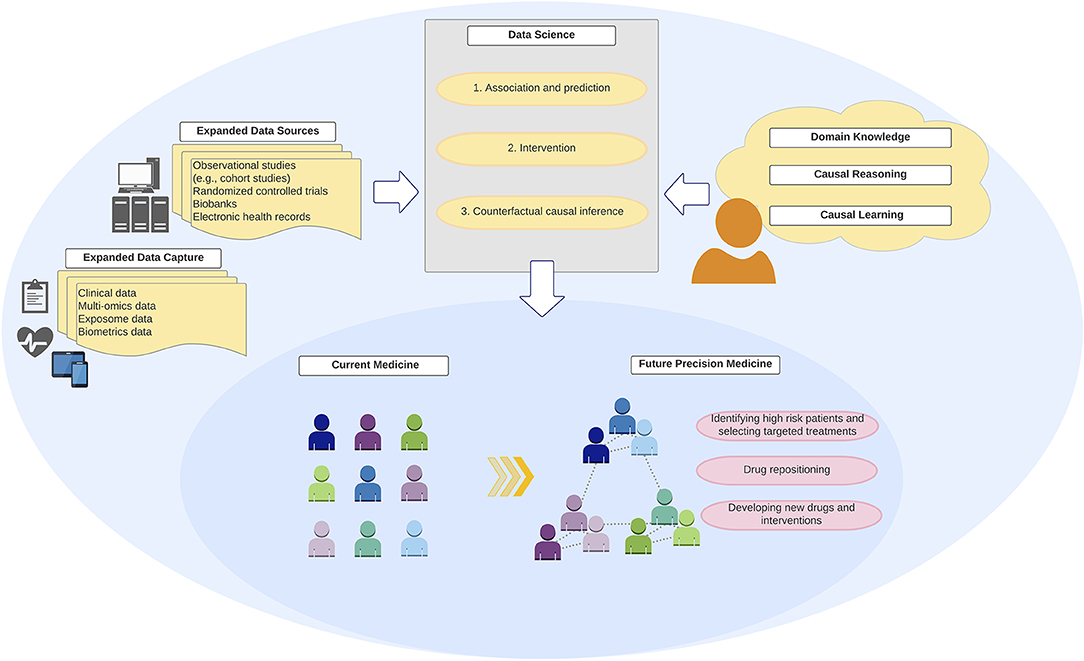 Data Science
1. Association and prediction
2. Intervention
3. Counterfactual causal inference
Expanded Data Sources
Observational studies
(e.g., cohort studies)
Randomized controlled trials
Biobanks
Electronic health records
Expanded Data Capture
Clinical data
Multi-omics data
Exposome data
Biometrics data
Domain Knowledge
Causal Reasoning
Causal Learning
Current Medicine
Future Precision Medicine
Identifying high risk patients and
selecting targeted treatments
Drug repositioning
Developing new drugs and
interventions